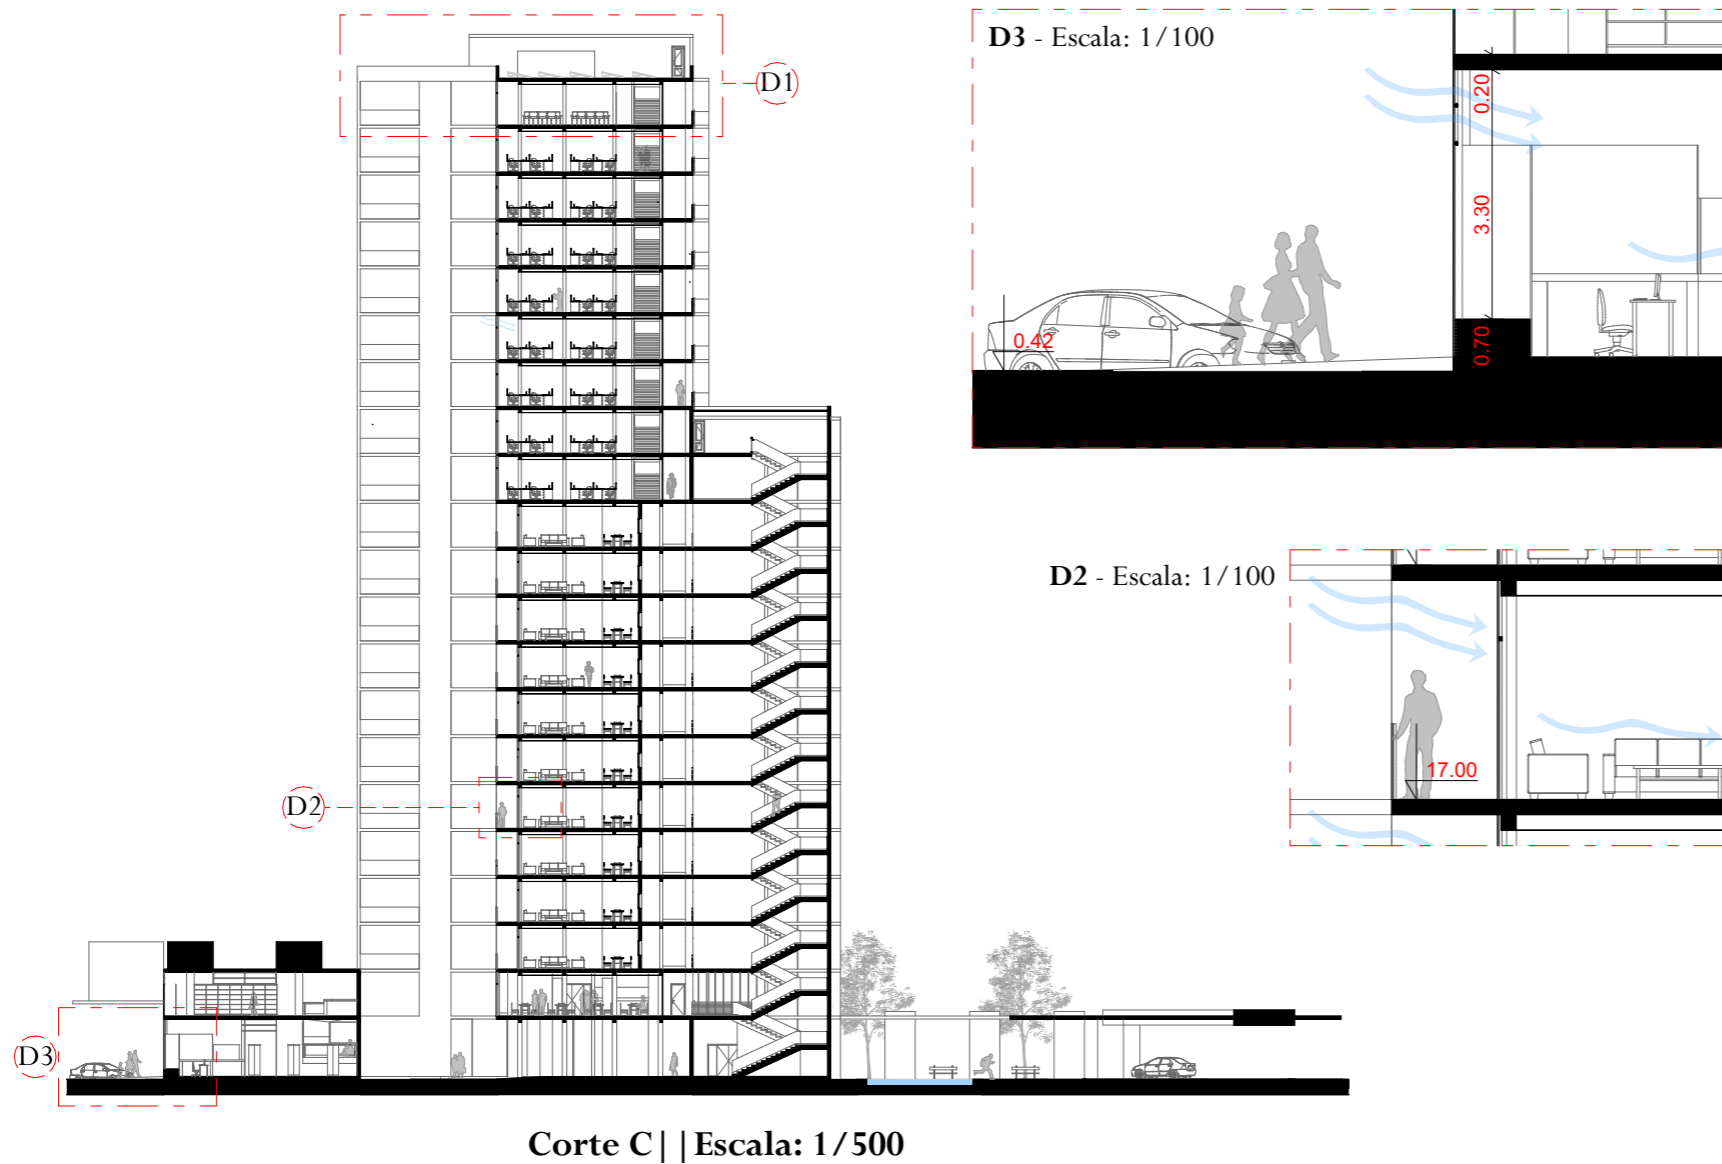 D1
D3 - Escala: 1/100
0.20
3.30
0.42
0.70
D2 - Escala: 1/100
17.00
D2
D3
Corte C||Escala: 1/500